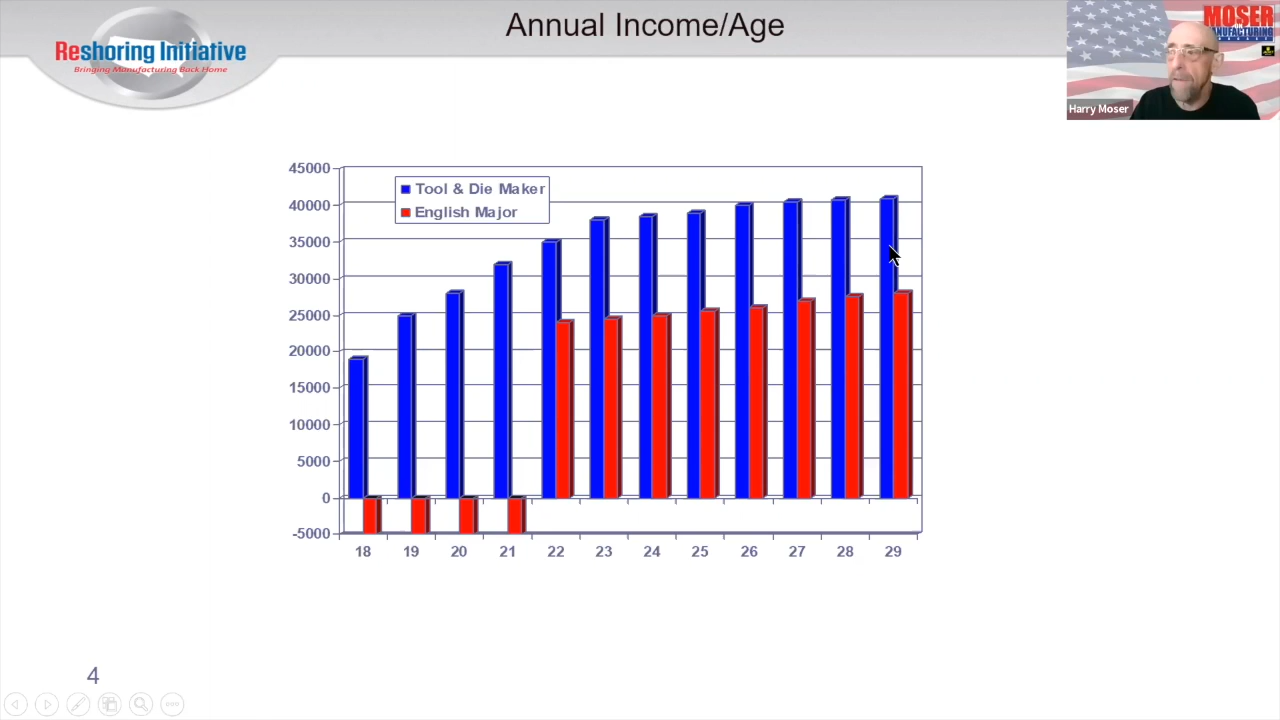 Annual Income/Age
Reshoring Initiative
Bringing Manufacturing Back Home
MOSER
ON
MANUFACTURING
Harry Moser
45000
40000
35000
30000
25000
20000
15000
10000
5000
0
-5000
Tool & Die Maker
English Major
18 19 20 21 22 23 24 25 26 27 28 29
4